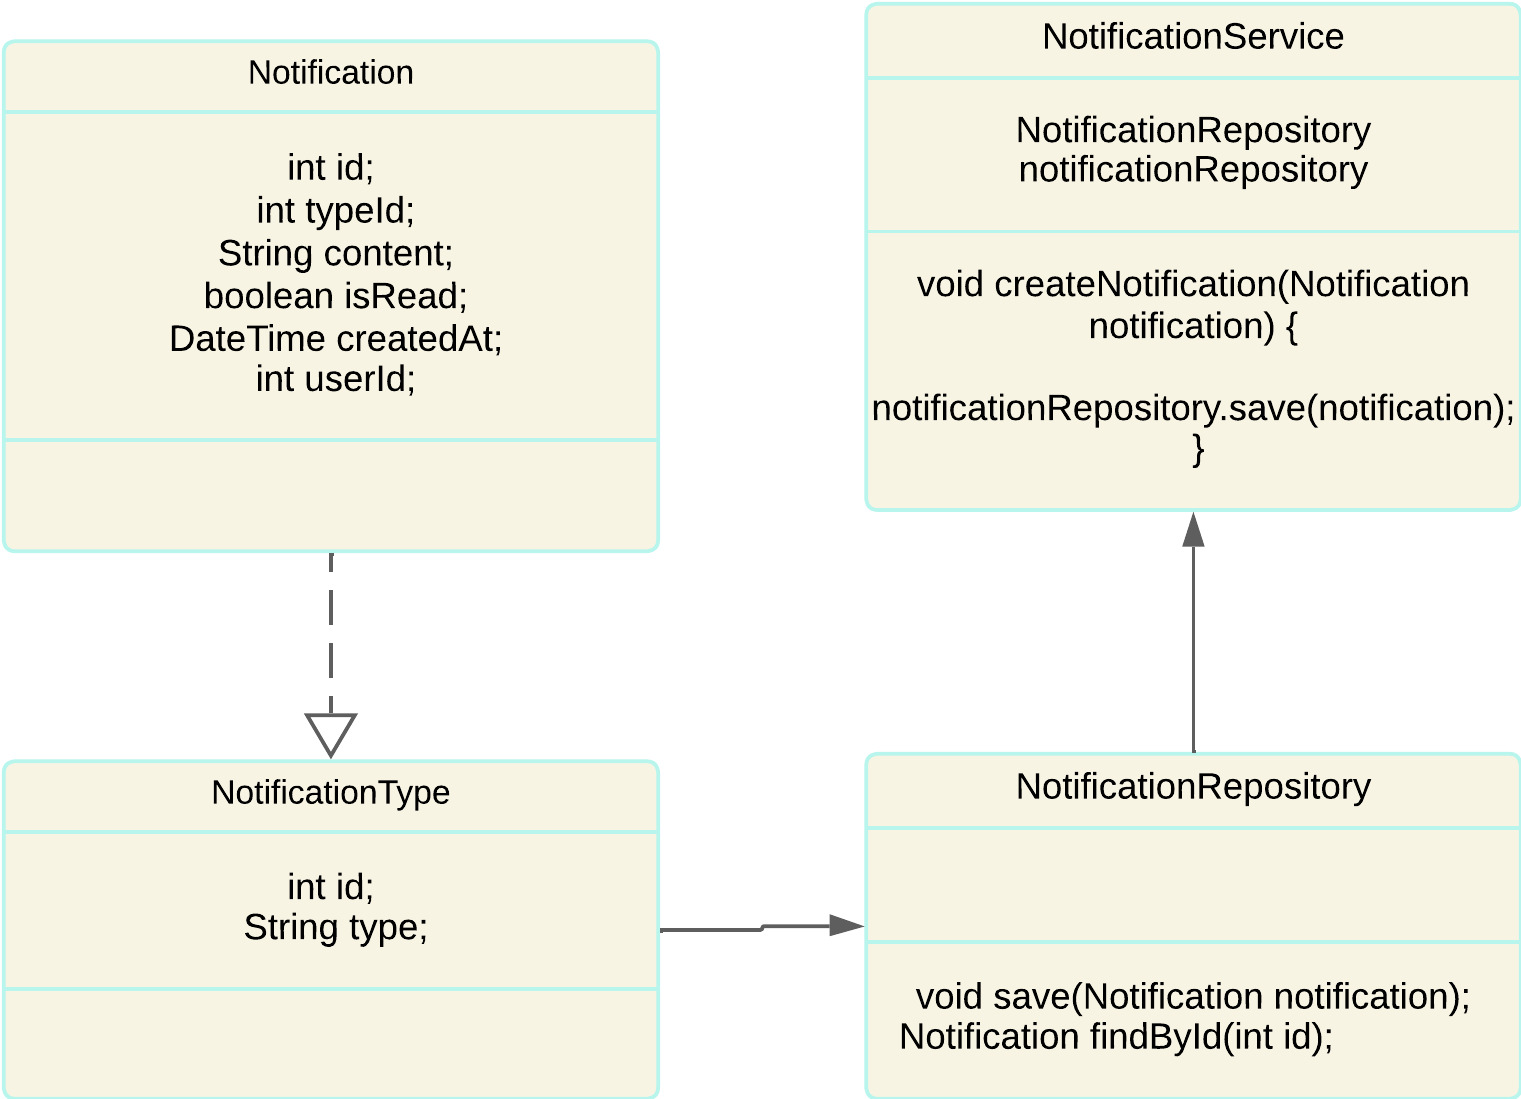 Notification
int id;
int typeId;
String content;
boolean isRead;
DateTime createdAt;
int userId;
NotificationService
NotificationRepository
notificationRepository
void createNotification(Notification
notification) {
notificationRepository.save(notification);
}
NotificationType
int id;
String type;
NotificationRepository
void save(Notification notification);
Notification findById(int id);